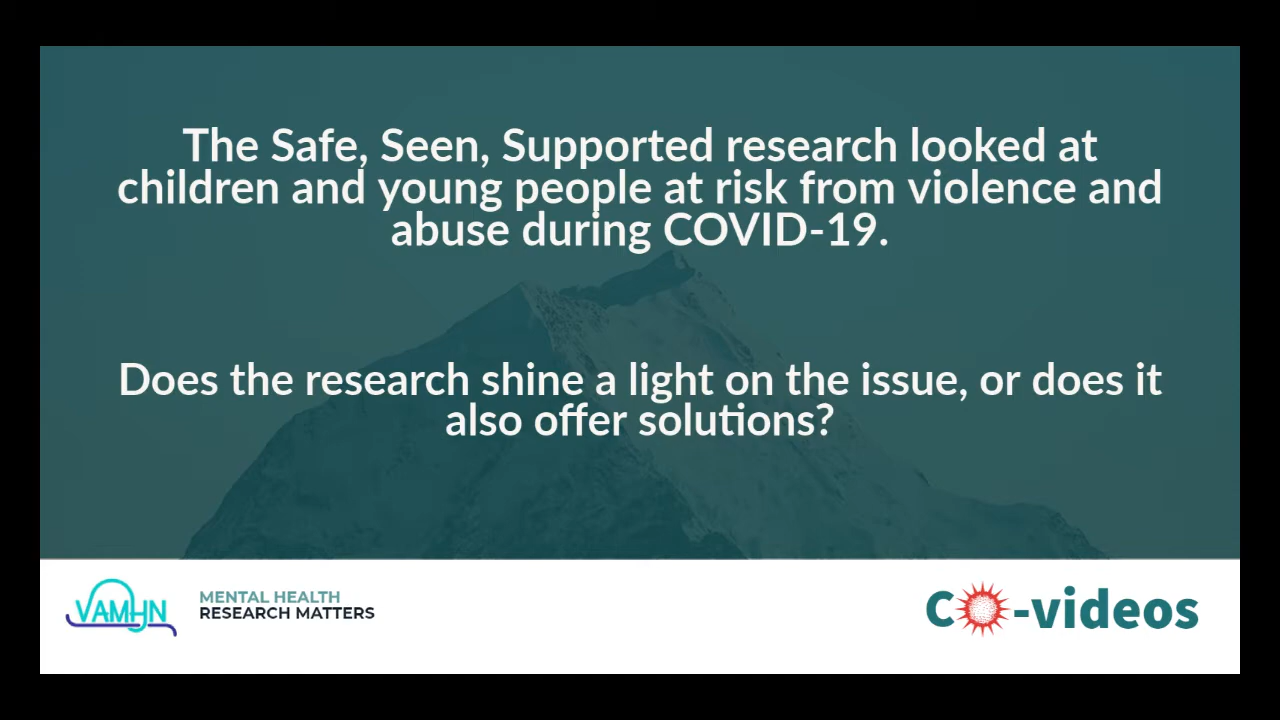 The Safe, Seen, Supported research looked at
children and young people at risk from violence and
abuse during COVID-19.
Does the research shine a light on the issue, or does it
also offer solutions?
VAMHN
MENTAL HEALTH
RESEARCH MATTERS
CO-videos